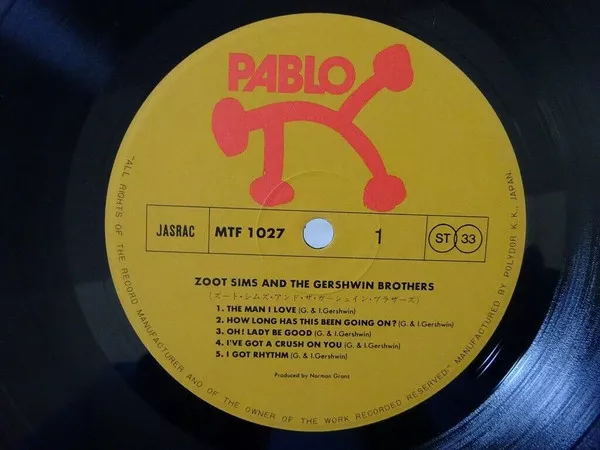 PABLO
JASRAC
MTF 1027
1
ST 33
ZOOT SIMS AND THE GERSHWIN BROTHERS
(ズート・シムズ・アンド・ザ・ガーシュイン・ブラザーズ)
1. THE MAN I LOVE (G. & I.Gershwin)
2. HOW LONG HAS THIS BEEN GOING ON? (G. & I.Gershwin)
3. OH! LADY BE GOOD (G. & I.Gershwin)
4. I'VE GOT A CRUSH ON YOU (G. & I.Gershwin)
5. I GOT RHYTHM (G. & I.Gershwin)
Produced by Norman Granz
"ALL RIGHTS OF THE RECORD MANUFACTURER AND OF THE OWNER OF THE WORK RECORDED RESERVED." MANUFACTURED BY POLYDOR K.K., JAPAN.